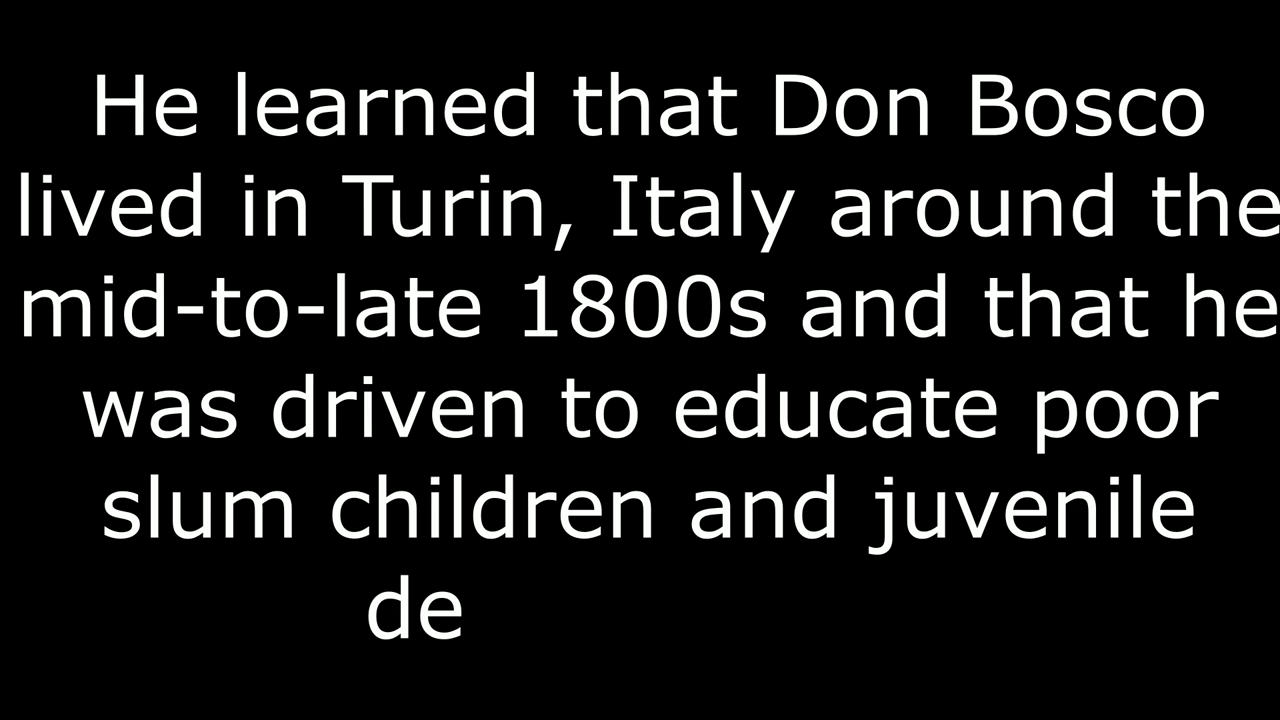 He learned that Don Bosco
lived in Turin, Italy around the
mid-to-late 1800s and that he
was driven to educate poor
slum children and juvenile
de